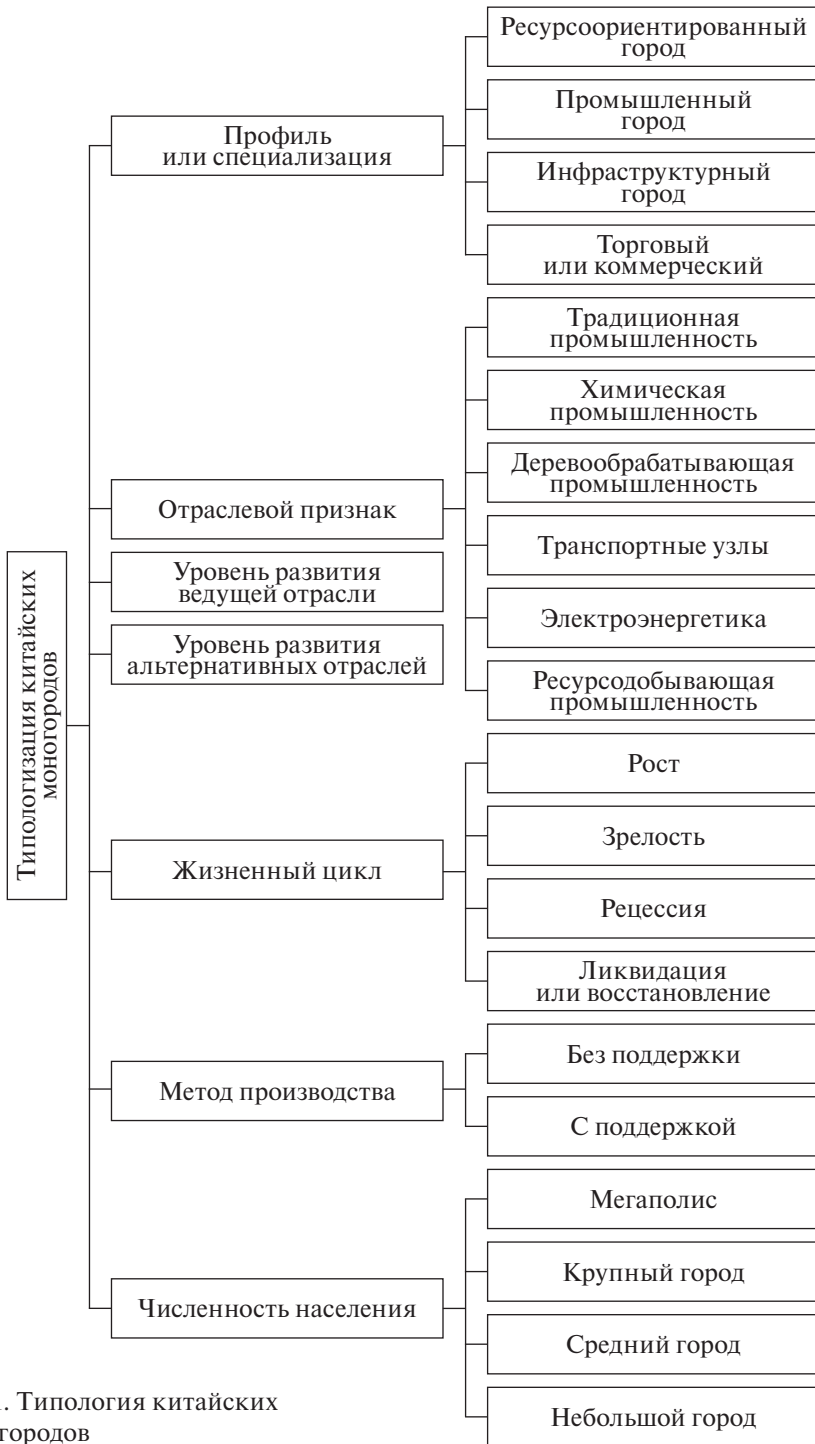 Типологизация китайских
моногородов
Профиль
или специализация
Ресурсоориентированный
город
Промышленный
город
Инфраструктурный
город
Торговый
или коммерческий
Отраслевой признак
Традиционная
промышленность
Химическая
промышленность
Деревообрабатывающая
промышленность
Транспортные узлы
Электроэнергетика
Ресурсодобывающая
промышленность
Уровень развития
ведущей отрасли
Уровень развития
альтернативных отраслей
Жизненный цикл
Рост
Зрелость
Рецессия
Ликвидация
или восстановление
Метод производства
Без поддержки
С поддержкой
Численность населения
Мегаполис
Крупный город
Средний город
Небольшой город
. Типология китайских
городов